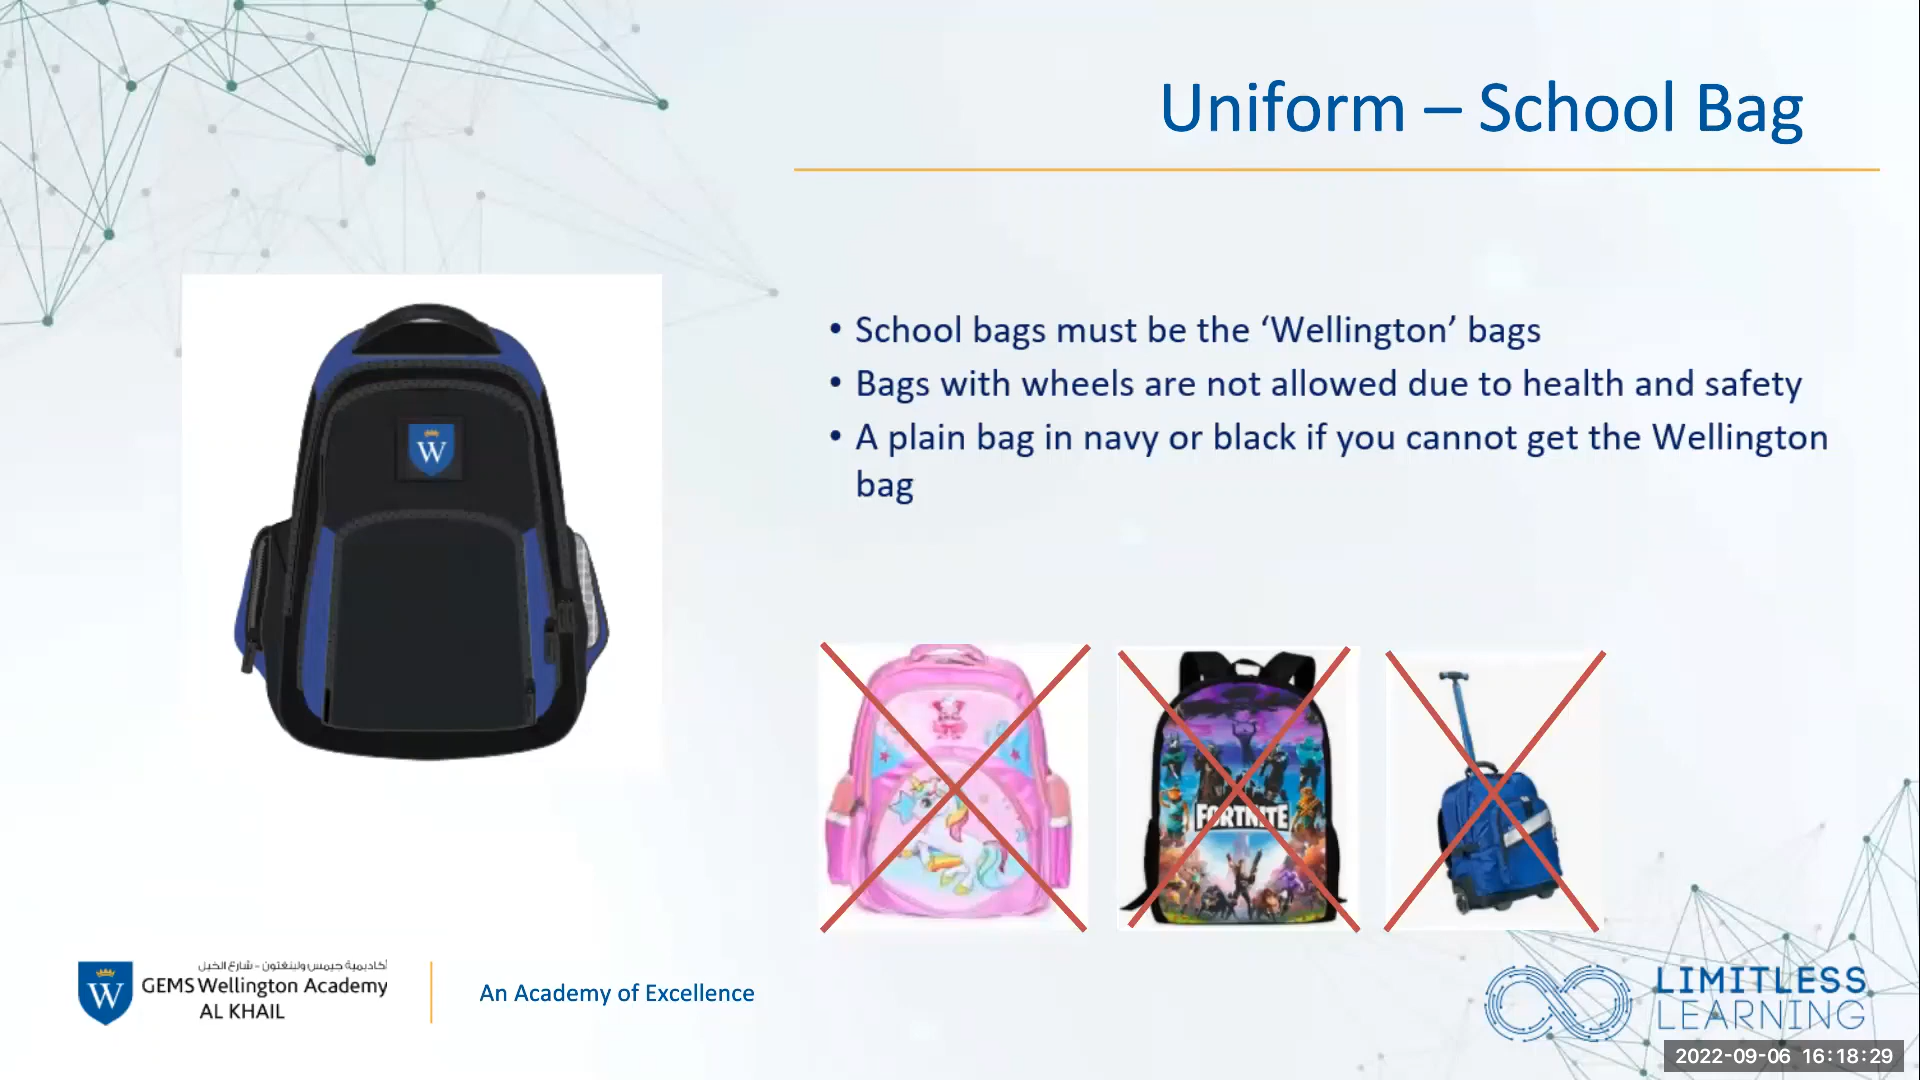 Uniform – School Bag
• School bags must be the ‘Wellington’ bags
• Bags with wheels are not allowed due to health and safety
• A plain bag in navy or black if you cannot get the Wellington
bag
W
FORTNITE
W
أكاديمية جيمس ولينغتون - شارع الخيل
GEMS Wellington Academy
AL KHAIL
An Academy of Excellence
LIMITLESS
LEARNING
2022-09-06 16:18:29